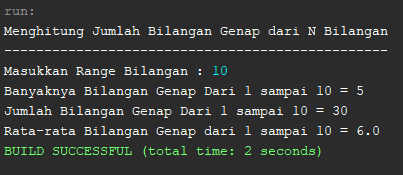 run:
Menghitung Jumlah Bilangan Genap dari N Bilangan
------------------------------------------------
Masukkan Range Bilangan : 10
Banyaknya Bilangan Genap Dari 1 sampai 10 = 5
Jumlah Bilangan Genap Dari 1 sampai 10 = 30
Rata-rata Bilangan Genap dari 1 sampai 10 = 6.0
BUILD SUCCESSFUL (total time: 2 seconds)